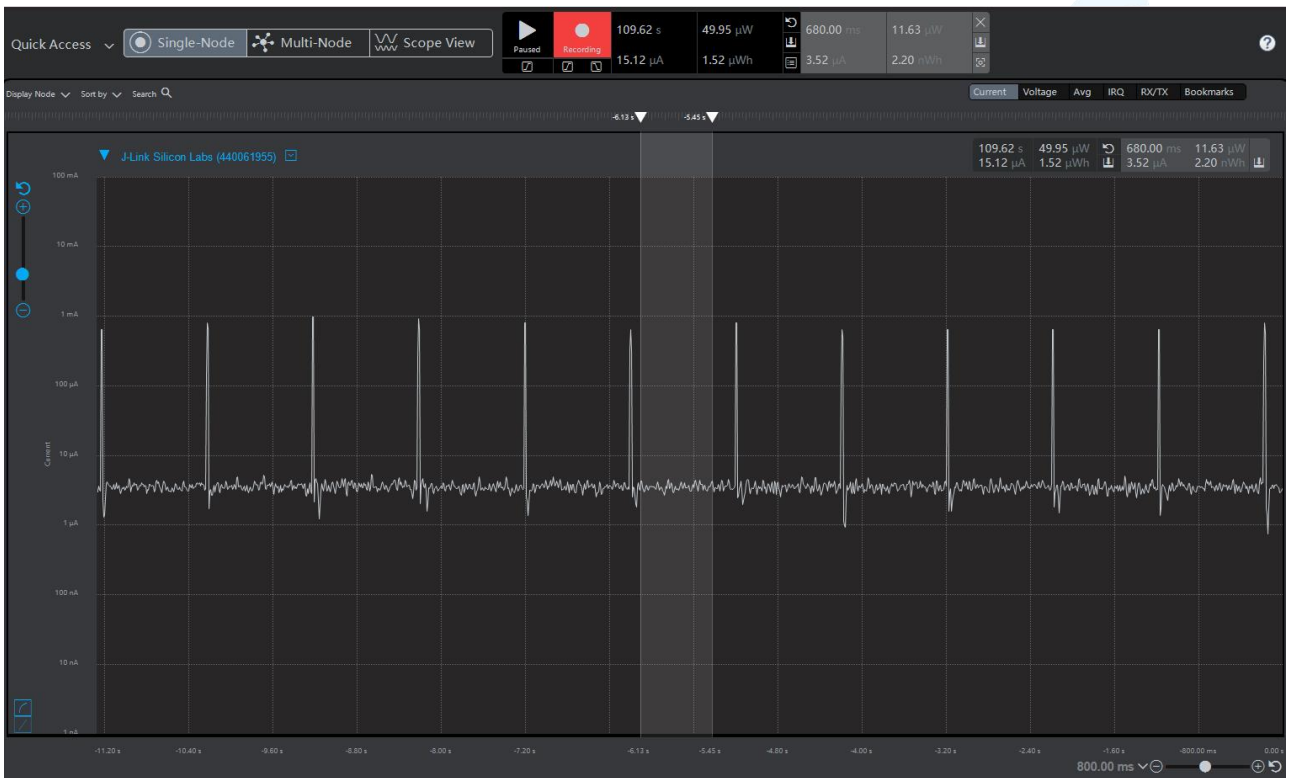 Quick Access Single-Node Multi-Node Scope View
Paused Recording
109.62 s 49.95 µW 680.00 ms 11.63 µW
15.12 µA 1.52 µWh 3.52 µA 2.20 nWh
?
Display Node Sort by Search
Current Voltage Avg IRQ RX/TX Bookmarks
-6.13 s -5.45 s
J-Link Silicon Labs (440061955)
109.62 s 49.95 µW 680.00 ms 11.63 µW
15.12 µA 1.52 µWh 3.52 µA 2.20 nWh
100 mA
10 mA
1 mA
100 µA
10 µA
Current
1 µA
100 nA
10 nA
1 nA
-11.20 s -10.40 s -9.60 s -8.80 s -8.00 s -7.20 s -6.13 s -5.45 s -4.80 s -4.00 s -3.20 s -2.40 s -1.60 s -800.00 ms 0.00 s
800.00 ms